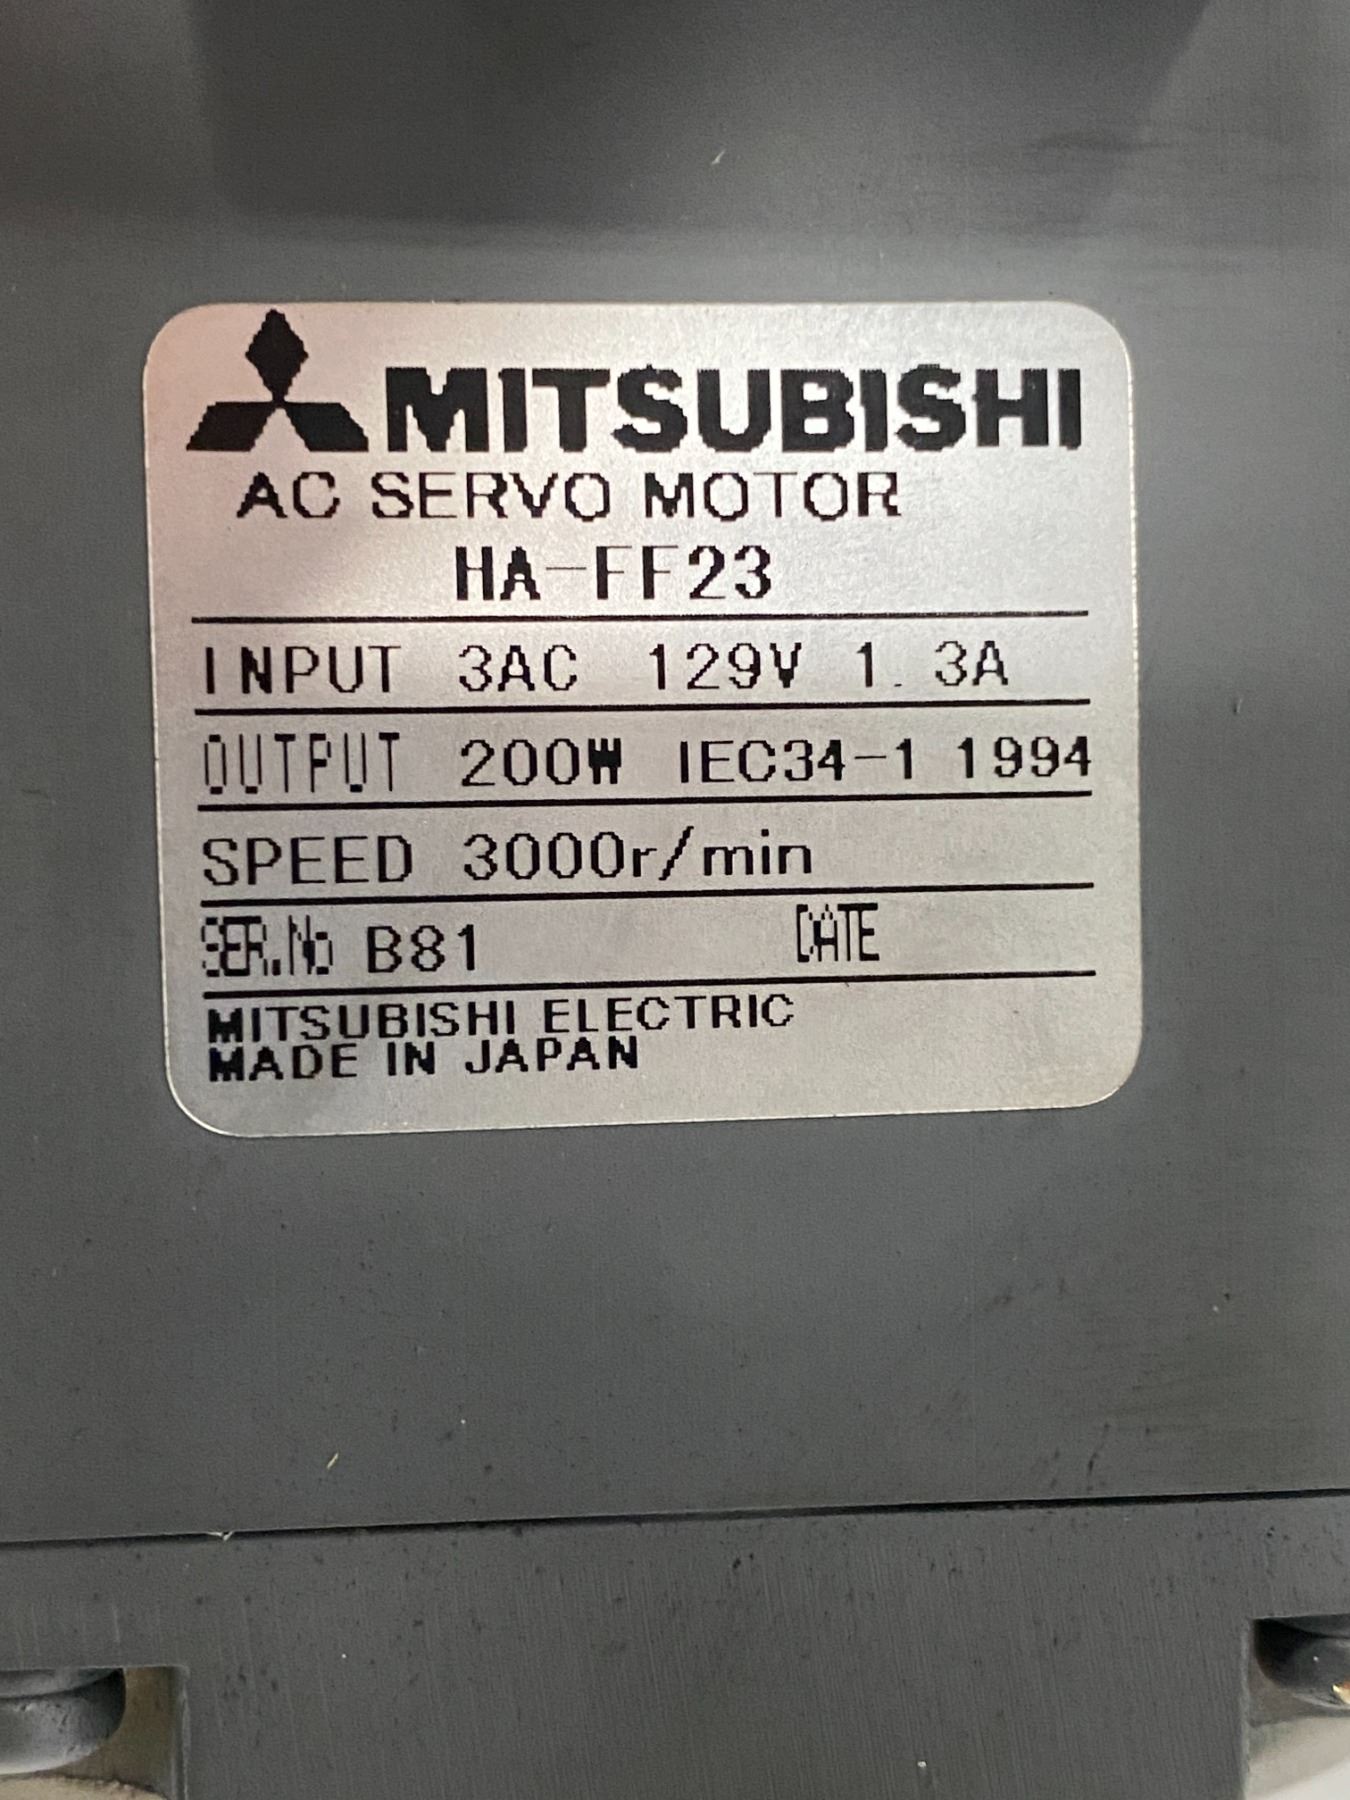 MITSUBISHI
AC SERVO MOTOR
HA-FF23
INPUT 3AC 129V 1.3A
OUTPUT 200W IEC34-1 1994
SPEED 3000r/min
SER.No B81 DATE
MITSUBISHI ELECTRIC
MADE IN JAPAN